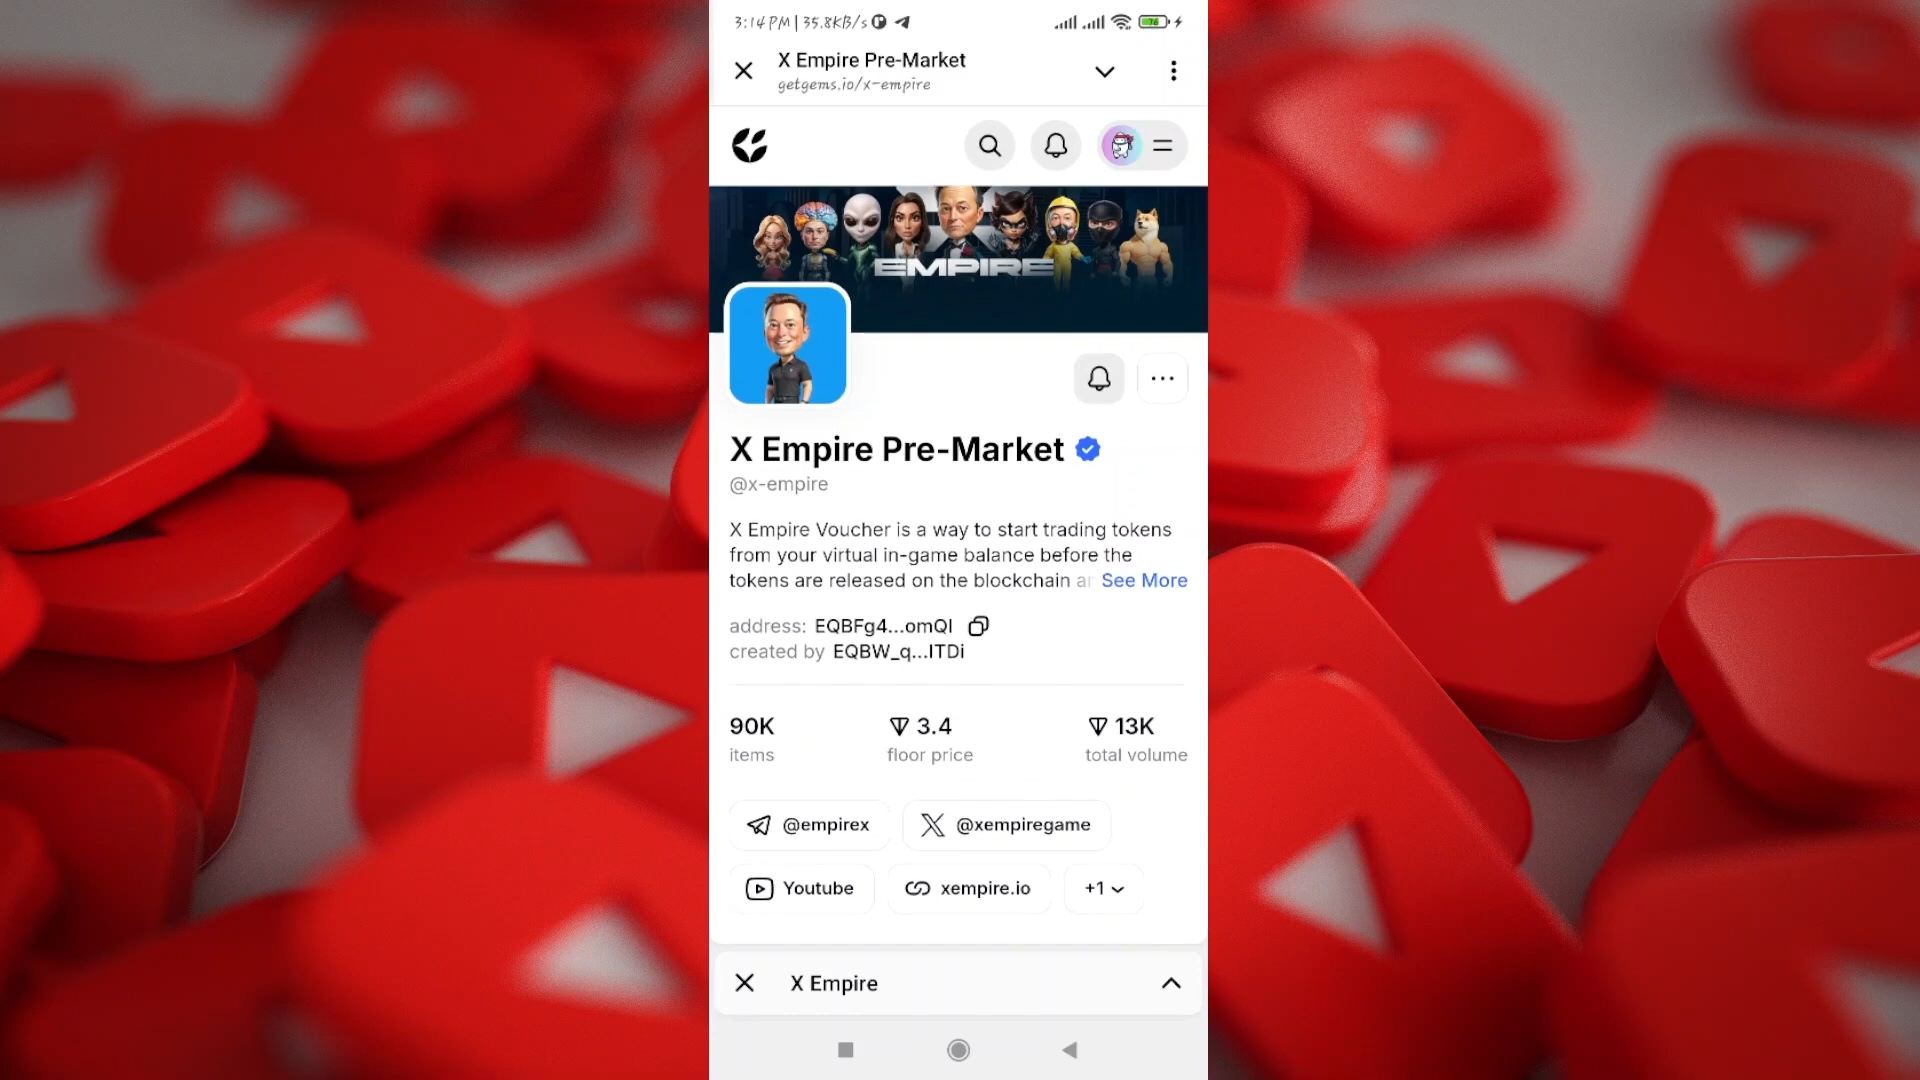 3:14 PM | 35.8KB/s
76
X Empire Pre-Market
getgems.io/x-empire
EMPIRE
X Empire Pre-Market
@x-empire
X Empire Voucher is a way to start trading tokens
from your virtual in-game balance before the
tokens are released on the blockchain ar See More
address: EQBFg4...omQI
created by EQBW_q...ITDi
90K 3.4 13K
items floor price total volume
@empirex @xempiregame
Youtube xempire.io +1
X Empire